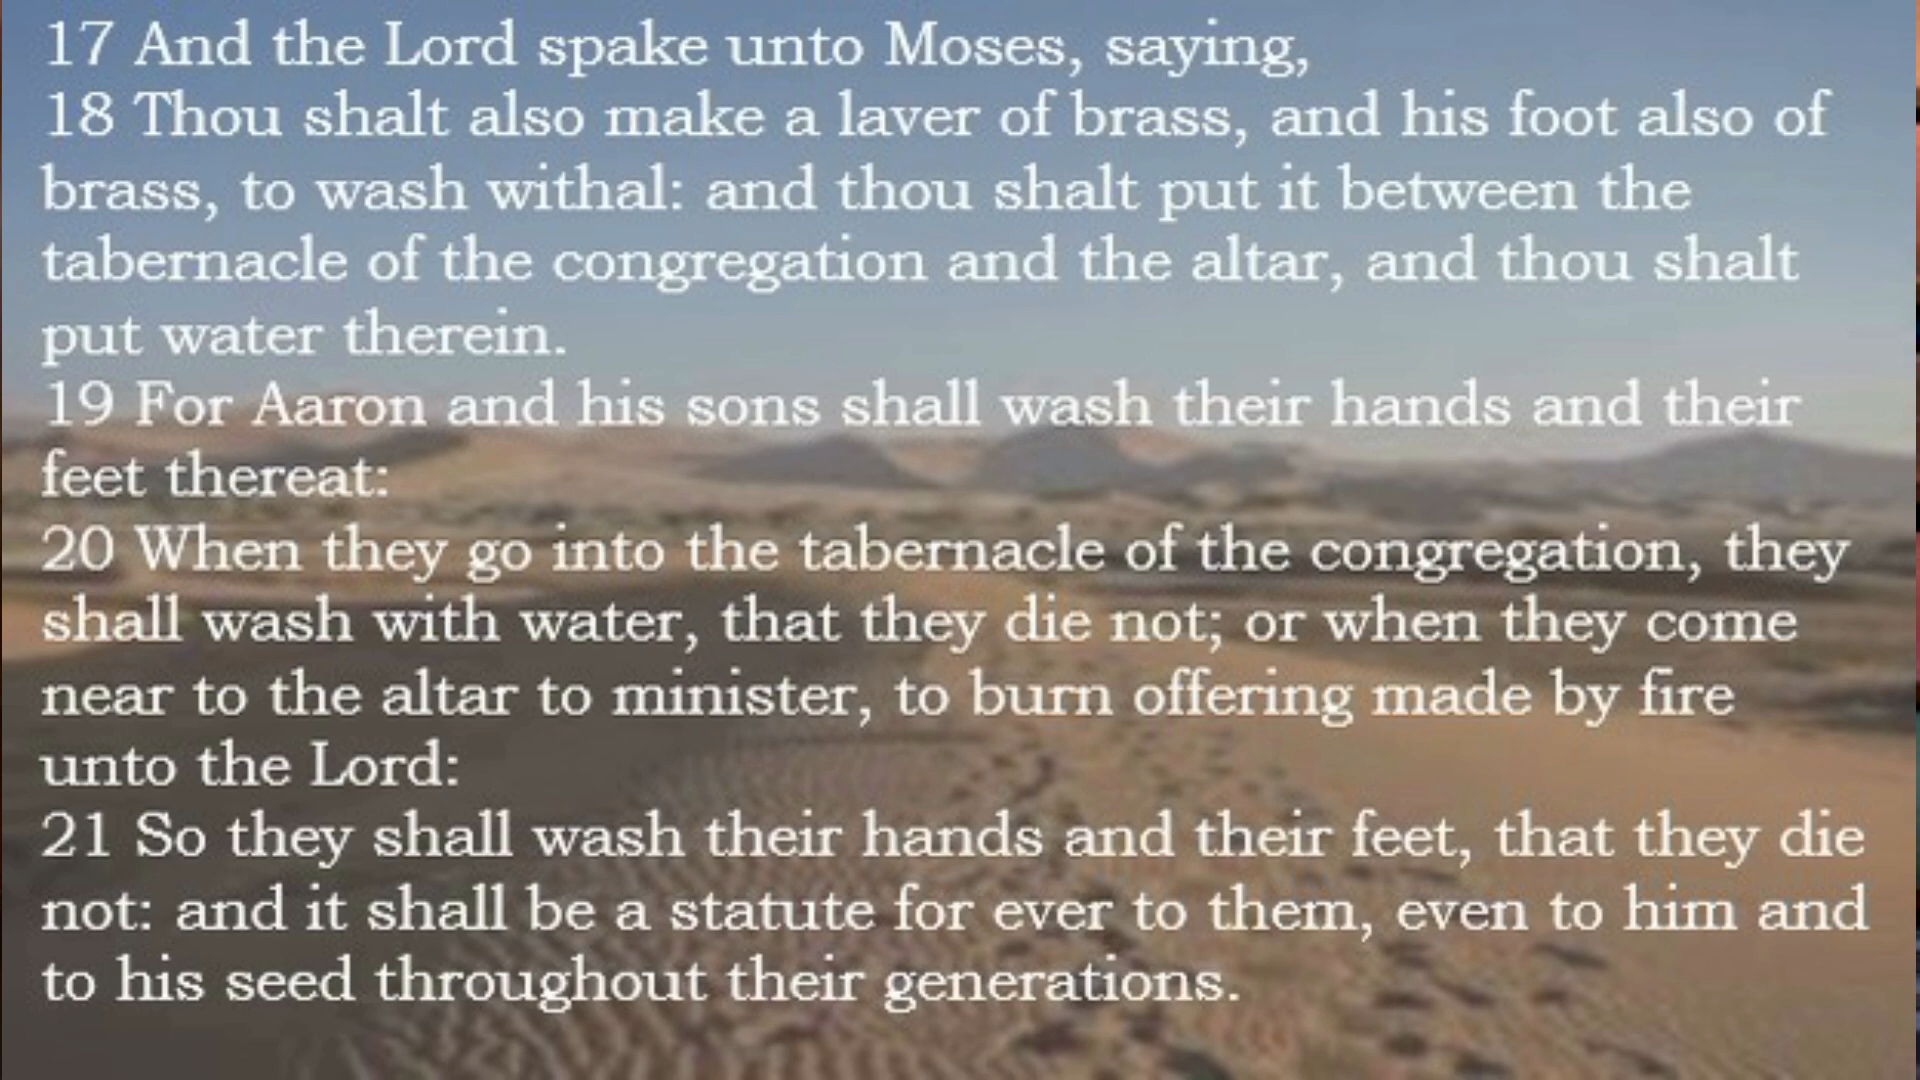 17 And the Lord spake unto Moses, saying,
18 Thou shalt also make a laver of brass, and his foot also of
brass, to wash withal: and thou shalt put it between the
tabernacle of the congregation and the altar, and thou shalt
put water therein.
19 For Aaron and his sons shall wash their hands and their
feet thereat:
20 When they go into the tabernacle of the congregation, they
shall wash with water, that they die not; or when they come
near to the altar to minister, to burn offering made by fire
unto the Lord:
21 So they shall wash their hands and their feet, that they die
not: and it shall be a statute for ever to them, even to him and
to his seed throughout their generations.